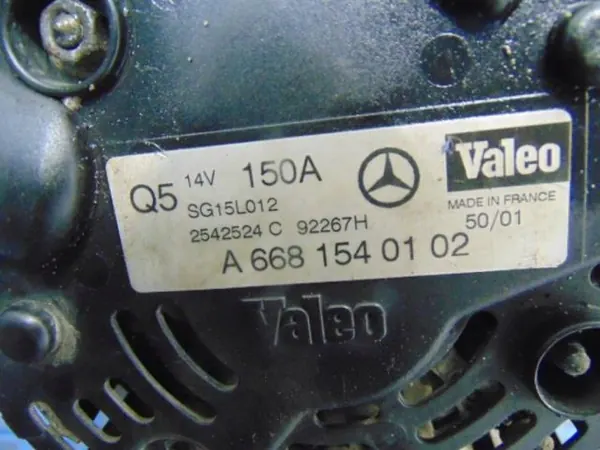 Q5 14V 150A
SG15L012
2542524 C 92267H
A 668 154 01 02
Valeo
MADE IN FRANCE
50/01
Valeo